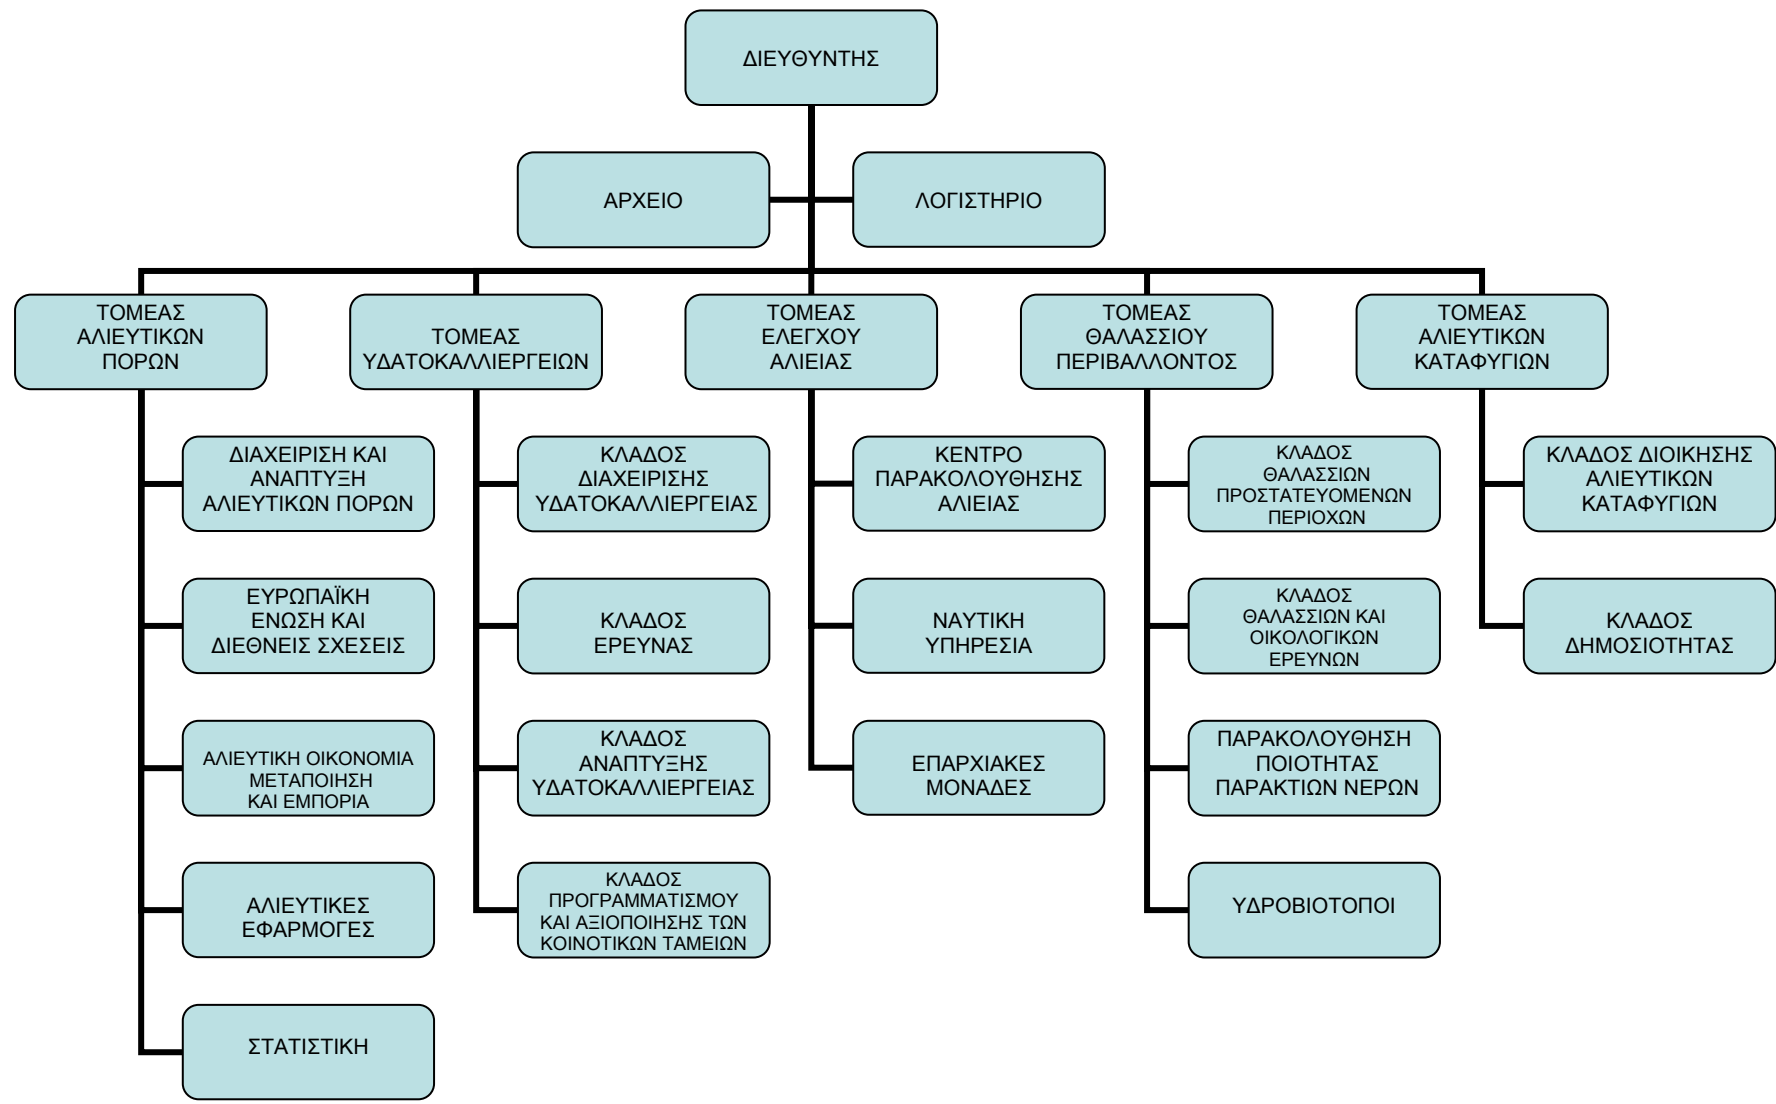 ΔΙΕΥΘΥΝΤΗΣ
ΑΡΧΕΙΟ
ΛΟΓΙΣΤΗΡΙΟ
ΤΟΜΕΑΣ
ΑΛΙΕΥΤΙΚΩΝ
ΠΟΡΩΝ
ΤΟΜΕΑΣ
ΥΔΑΤΟΚΑΛΛΙΕΡΓΕΙΩΝ
ΤΟΜΕΑΣ
ΕΛΕΓΧΟΥ
ΑΛΙΕΙΑΣ
ΤΟΜΕΑΣ
ΘΑΛΑΣΣΙΟΥ
ΠΕΡΙΒΑΛΛΟΝΤΟΣ
ΤΟΜΕΑΣ
ΑΛΙΕΥΤΙΚΩΝ
ΚΑΤΑΦΥΓΙΩΝ
ΔΙΑΧΕΙΡΙΣΗ ΚΑΙ
ΑΝΑΠΤΥΞΗ
ΑΛΙΕΥΤΙΚΩΝ ΠΟΡΩΝ
ΚΛΑΔΟΣ
ΔΙΑΧΕΙΡΙΣΗΣ
ΥΔΑΤΟΚΑΛΛΙΕΡΓΕΙΑΣ
ΚΕΝΤΡΟ
ΠΑΡΑΚΟΛΟΥΘΗΣΗΣ
ΑΛΙΕΙΑΣ
ΚΛΑΔΟΣ
ΘΑΛΑΣΣΙΩΝ
ΠΡΟΣΤΑΤΕΥΟΜΕΝΩΝ
ΠΕΡΙΟΧΩΝ
ΚΛΑΔΟΣ ΔΙΟΙΚΗΣΗΣ
ΑΛΙΕΥΤΙΚΩΝ
ΚΑΤΑΦΥΓΙΩΝ
ΕΥΡΩΠΑΪΚΗ
ΕΝΩΣΗ ΚΑΙ
ΔΙΕΘΝΕΙΣ ΣΧΕΣΕΙΣ
ΚΛΑΔΟΣ
ΕΡΕΥΝΑΣ
ΝΑΥΤΙΚΗ
ΥΠΗΡΕΣΙΑ
ΚΛΑΔΟΣ
ΘΑΛΑΣΣΙΩΝ ΚΑΙ
ΟΙΚΟΛΟΓΙΚΩΝ
ΕΡΕΥΝΩΝ
ΚΛΑΔΟΣ
ΔΗΜΟΣΙΟΤΗΤΑΣ
ΑΛΙΕΥΤΙΚΗ ΟΙΚΟΝΟΜΙΑ
ΜΕΤΑΠΟΙΗΣΗ
ΚΑΙ ΕΜΠΟΡΙΑ
ΚΛΑΔΟΣ
ΑΝΑΠΤΥΞΗΣ
ΥΔΑΤΟΚΑΛΛΙΕΡΓΕΙΑΣ
ΕΠΑΡΧΙΑΚΕΣ
ΜΟΝΑΔΕΣ
ΠΑΡΑΚΟΛΟΥΘΗΣΗ
ΠΟΙΟΤΗΤΑΣ
ΠΑΡΑΚΤΙΩΝ ΝΕΡΩΝ
ΑΛΙΕΥΤΙΚΕΣ
ΕΦΑΡΜΟΓΕΣ
ΚΛΑΔΟΣ
ΠΡΟΓΡΑΜΜΑΤΙΣΜΟΥ
ΚΑΙ ΑΞΙΟΠΟΙΗΣΗΣ ΤΩΝ
ΚΟΙΝΟΤΙΚΩΝ ΤΑΜΕΙΩΝ
ΥΔΡΟΒΙΟΤΟΠΟΙ
ΣΤΑΤΙΣΤΙΚΗ